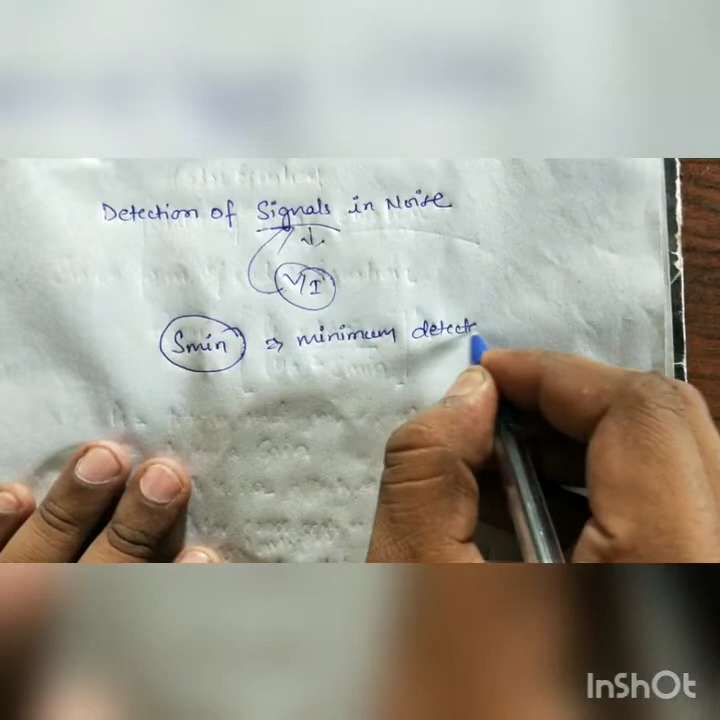 Detection of Signals in Noise
V/I
Smin ⇒ minimum detect
InShOt